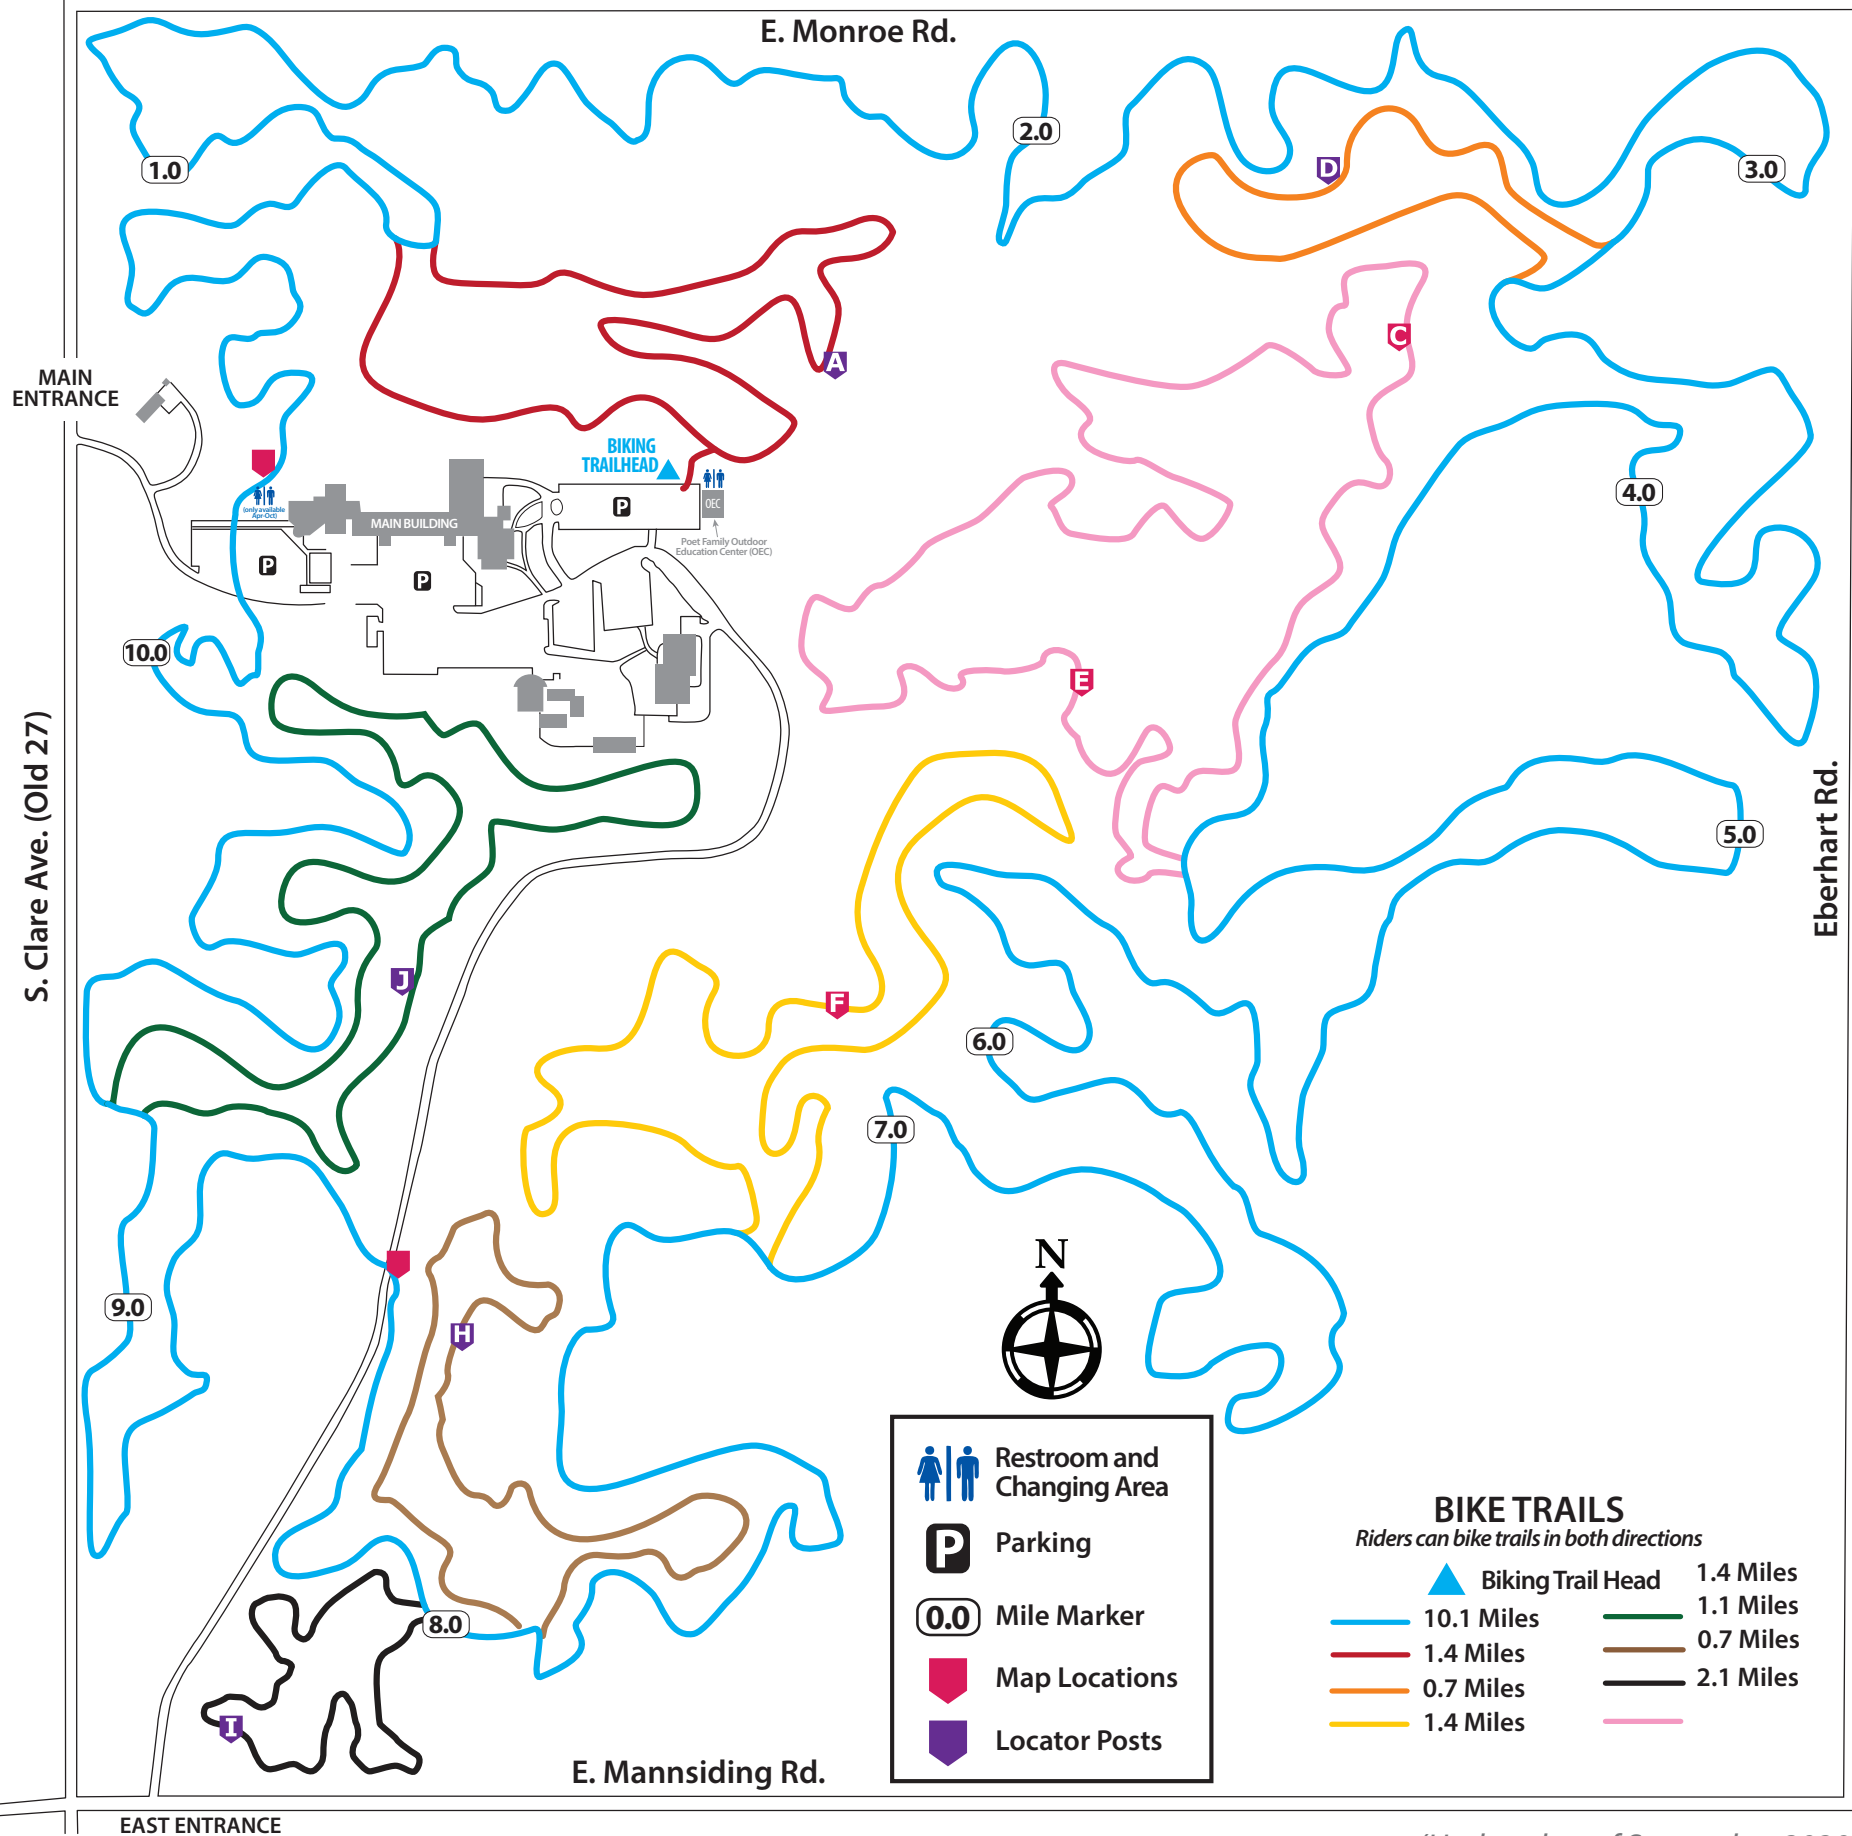 E. Monroe Rd.
2.0
1.0
D
3.0
C
A
MAIN
ENTRANCE
BIKING
TRAILHEAD
4.0
(only available
Apr-Oct)
P
OEC
MAIN BUILDING
Poet Family Outdoor
Education Center (OEC)
P
P
10.0
E
S. Clare Ave. (Old 27)
Eberhart Rd.
5.0
J
F
6.0
7.0
N
9.0
H
8.0
I
Restroom and
Changing Area
P Parking
0.0 Mile Marker
Map Locations
Locator Posts
BIKE TRAILS
Riders can bike trails in both directions
Biking Trail Head
10.1 Miles
1.4 Miles
0.7 Miles
1.4 Miles
1.4 Miles
1.1 Miles
0.7 Miles
2.1 Miles
E. Mannsiding Rd.
EAST ENTRANCE